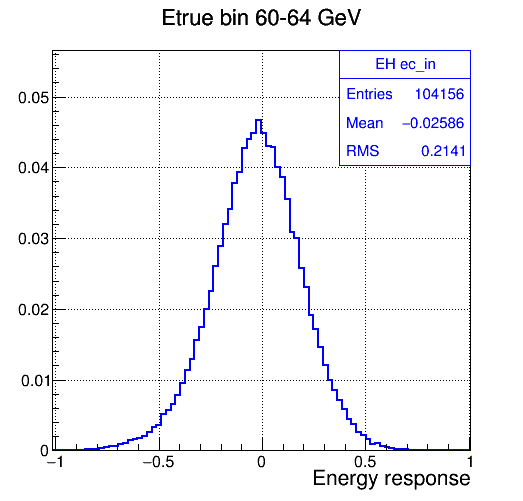 Etrue bin 60-64 GeV
EH ec_in
Entries 104156
Mean −0.02586
RMS 0.2141
0.05
0.04
0.03
0.02
0.01
0
−1 −0.5 0 0.5 1
Energy response